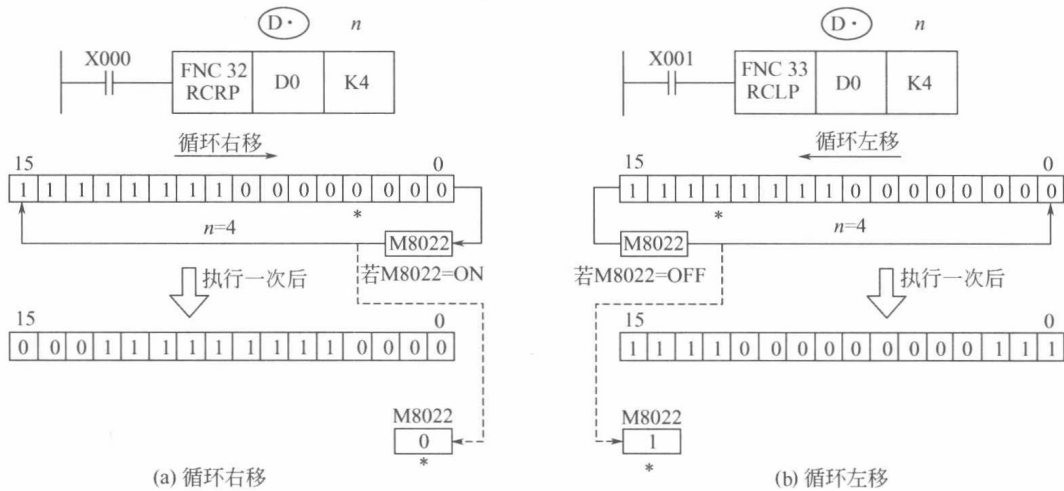 D· n
X000
FNC 32
RCRP
D0
K4
循环右移
15 0
1 1 1 1 1 1 1 1 0 0 0 0 0 0 0 0
*
n=4
M8022
若M8022=ON
执行一次后
15 0
0 0 0 1 1 1 1 1 1 1 1 1 0 0 0 0
M8022
0
*
(a) 循环右移
D· n
X001
FNC 33
RCLP
D0
K4
循环左移
15 0
1 1 1 1 1 1 1 1 0 0 0 0 0 0 0 0
*
M8022
n=4
若M8022=OFF
执行一次后
15 0
1 1 1 1 0 0 0 0 0 0 0 0 0 1 1 1
M8022
1
*
(b) 循环左移